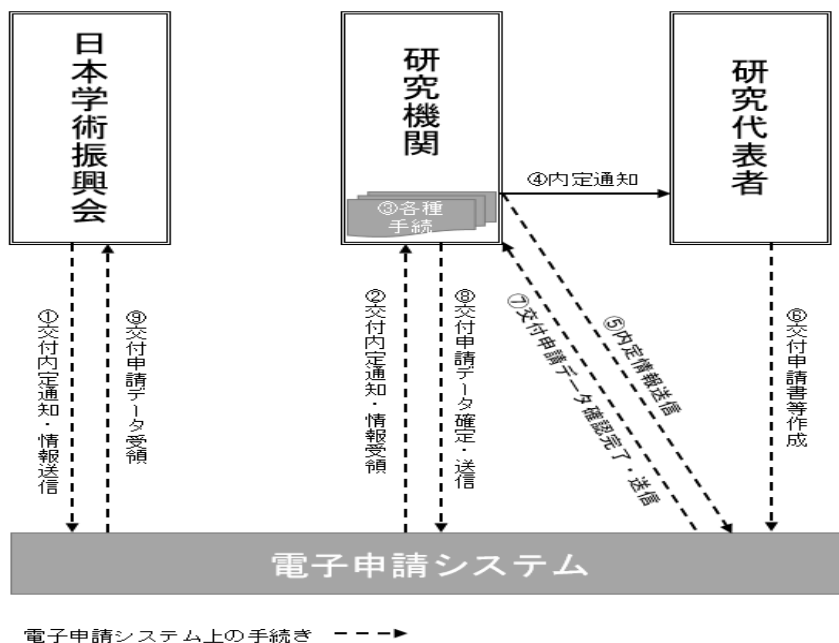 日本学術振興会
研究機関
研究代表者
③各種
手続
④内定通知
①交付内定通知・情報送信
⑨交付申請データ受領
②交付内定通知・情報受領
⑧交付申請データ確定・送信
⑦交付申請データ確認完了・送信
⑤内定情報送信
⑥交付申請書等作成
電子申請システム
電子申請システム上の手続き